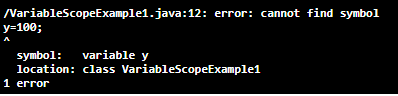 /VariableScopeExample1.java:12: error: cannot find symbol
y=100;
^
  symbol:   variable y
  location: class VariableScopeExample1
1 error